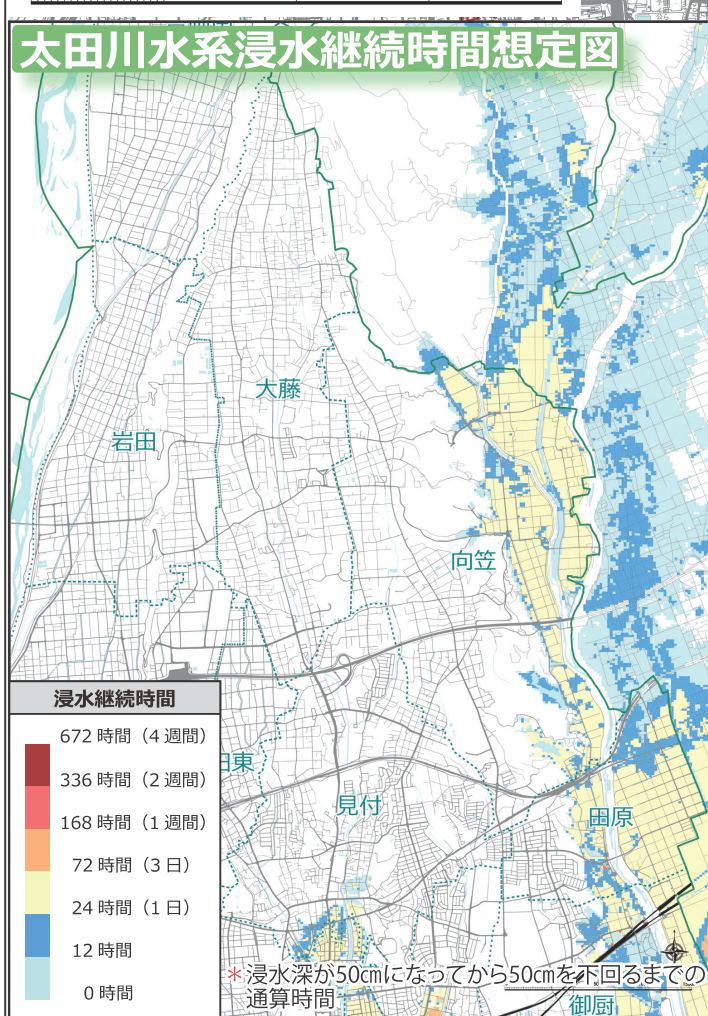 太田川水系浸水継続時間想定図
大藤
岩田
向笠
浸水継続時間
672 時間(4 週間)
336 時間(2 週間)
168 時間(1 週間)
72 時間(3 日)
24 時間(1 日)
12 時間
0 時間
田東
見付
田原
*浸水深が50㎝になってから50㎝を下回るまでの
通算時間
御厨